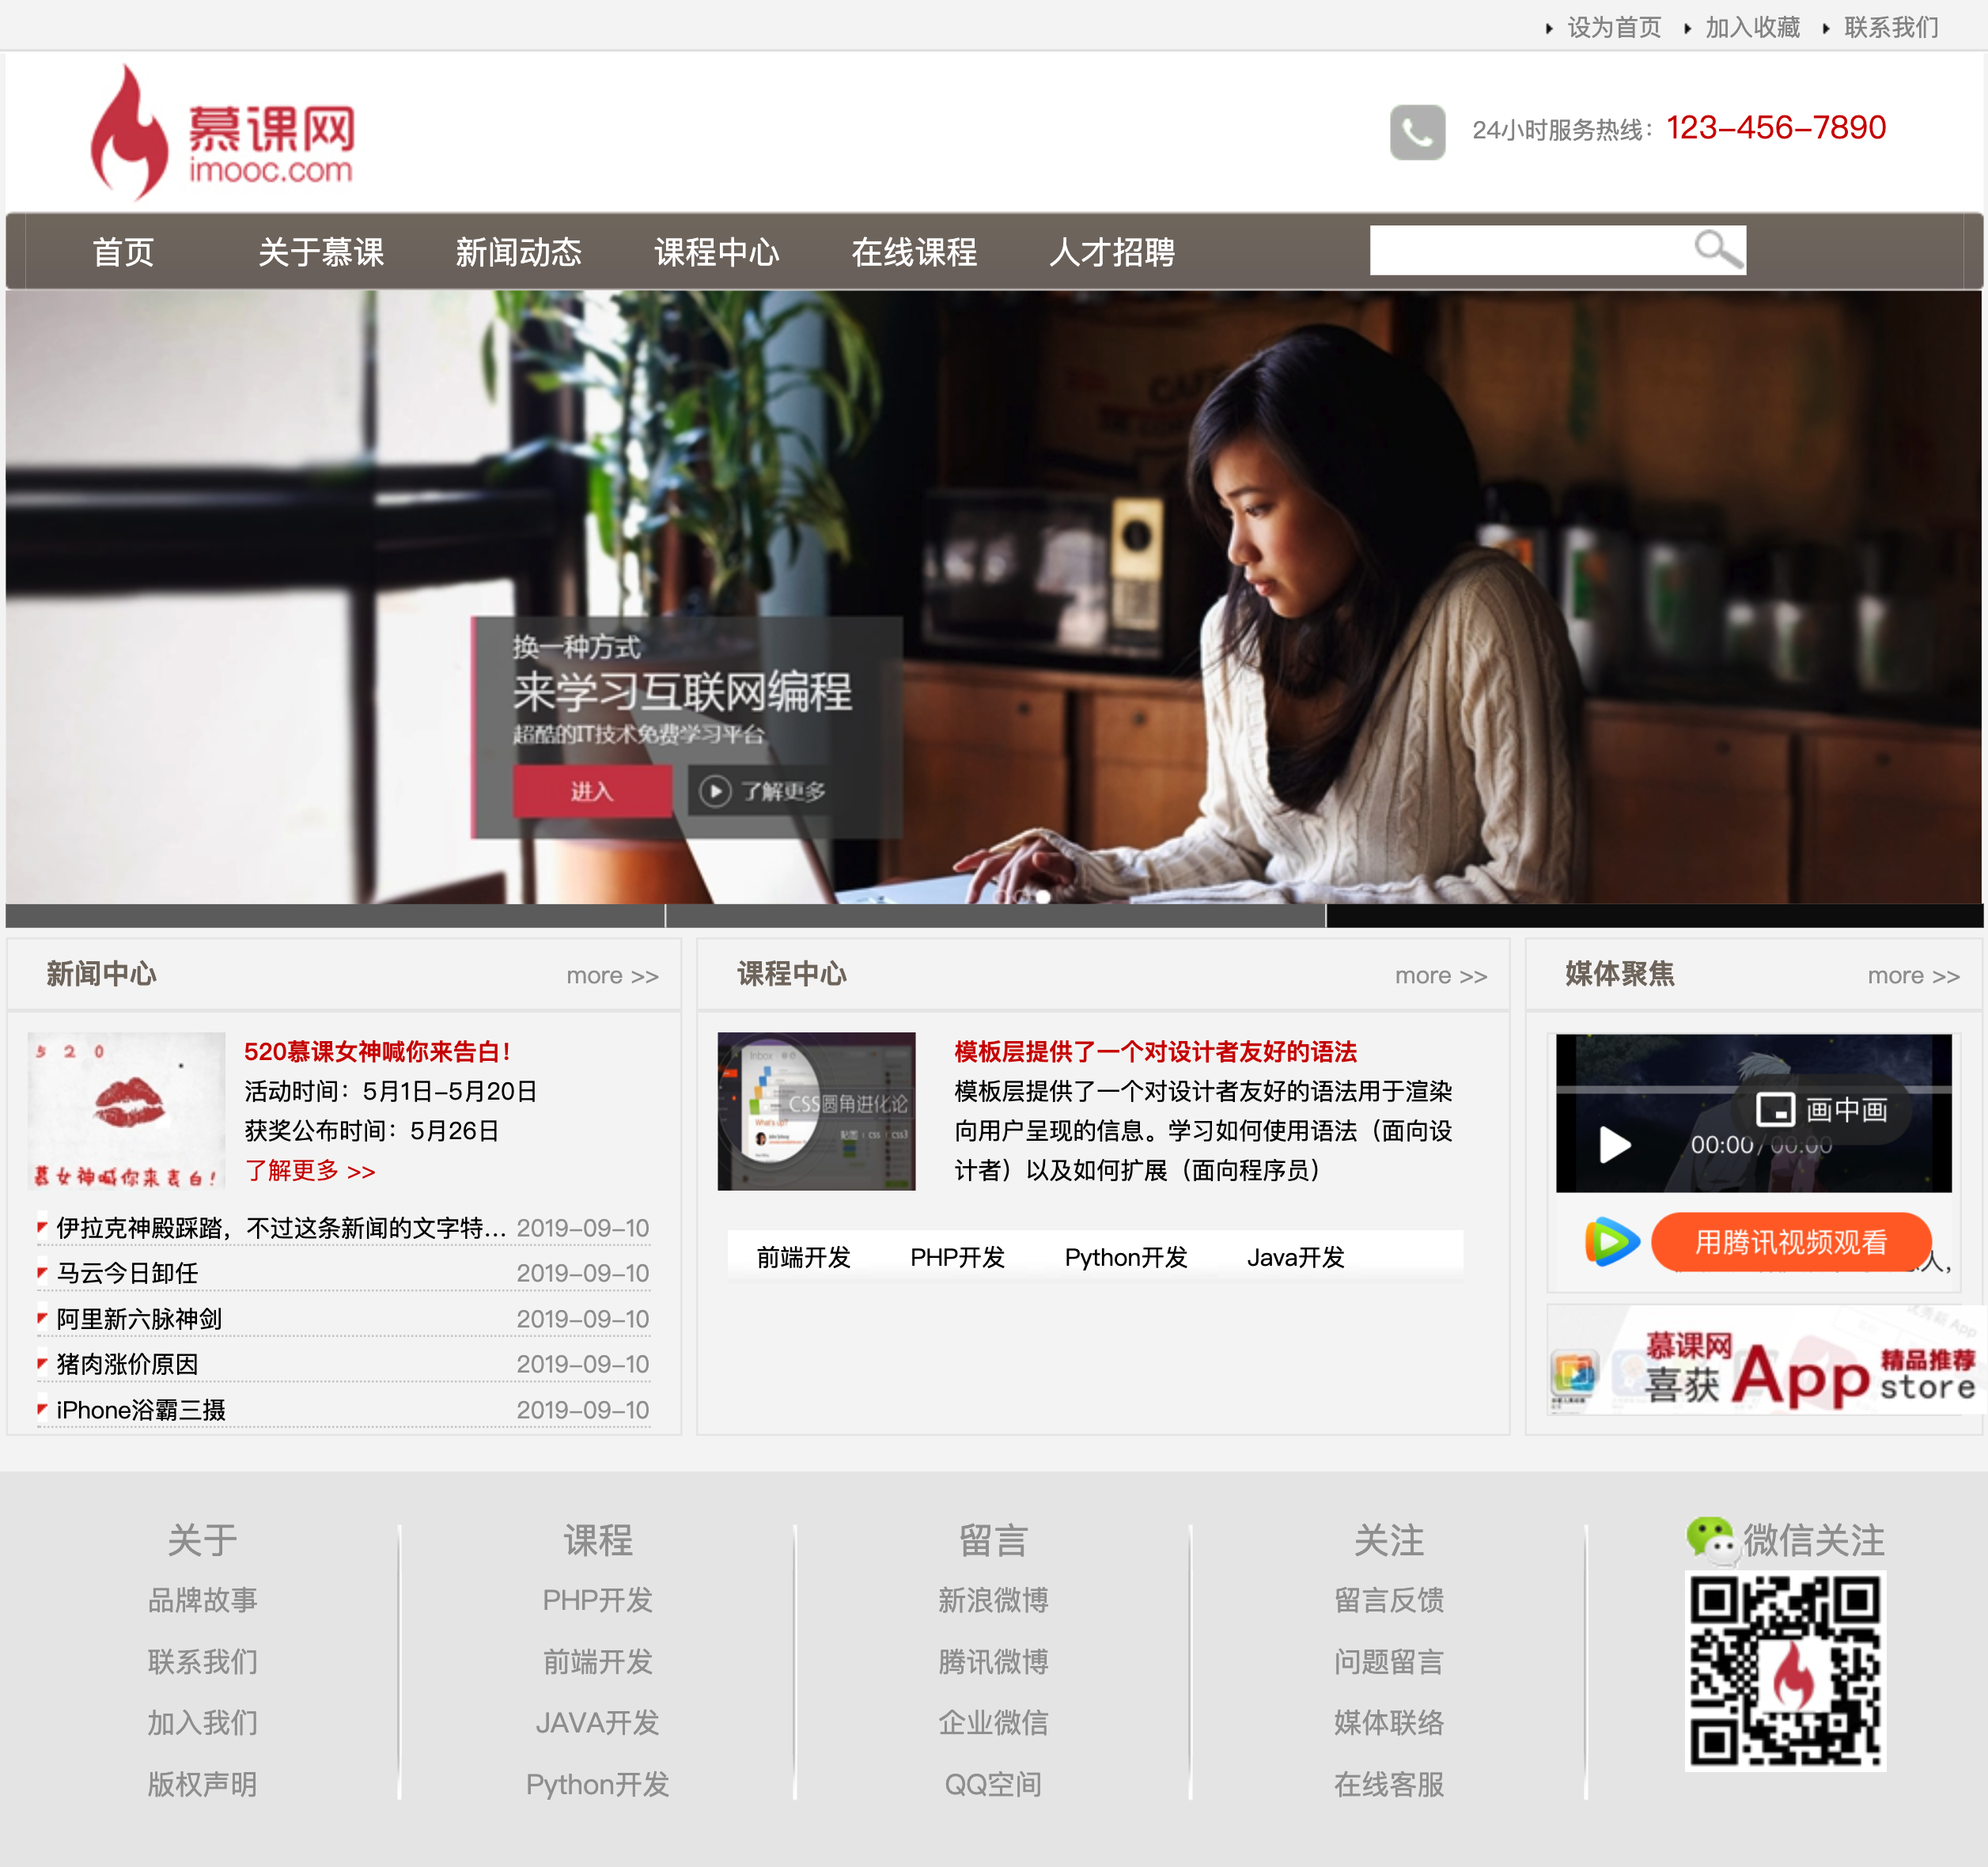 设为首页 加入收藏 联系我们
慕课网
imooc.com
24小时服务热线：123-456-7890
首页 关于慕课 新闻动态 课程中心 在线课程 人才招聘
换一种方式
来学习互联网编程
超酷的IT技术免费学习平台
进入 了解更多
新闻中心 more >>
520
慕女神喊你来表白！
520慕课女神喊你来告白！
活动时间：5月1日-5月20日
获奖公布时间：5月26日
了解更多 >>
伊拉克神殿踩踏，不过这条新闻的文字特... 2019-09-10
马云今日卸任 2019-09-10
阿里新六脉神剑 2019-09-10
猪肉涨价原因 2019-09-10
iPhone浴霸三摄 2019-09-10
课程中心 more >>
Inbox
CSS圆角进化论
贴图 | css | css3
What's up?
模板层提供了一个对设计者友好的语法
模板层提供了一个对设计者友好的语法用于渲染
向用户呈现的信息。学习如何使用语法（面向设
计者）以及如何扩展（面向程序员）
前端开发 PHP开发 Python开发 Java开发
媒体聚焦 more >>
画中画
00:00 / 00:00
用腾讯视频观看
人，
慕课网
喜获 App 精品推荐
store
关于
品牌故事
联系我们
加入我们
版权声明
课程
PHP开发
前端开发
JAVA开发
Python开发
留言
新浪微博
腾讯微博
企业微信
QQ空间
关注
留言反馈
问题留言
媒体联络
在线客服
微信关注